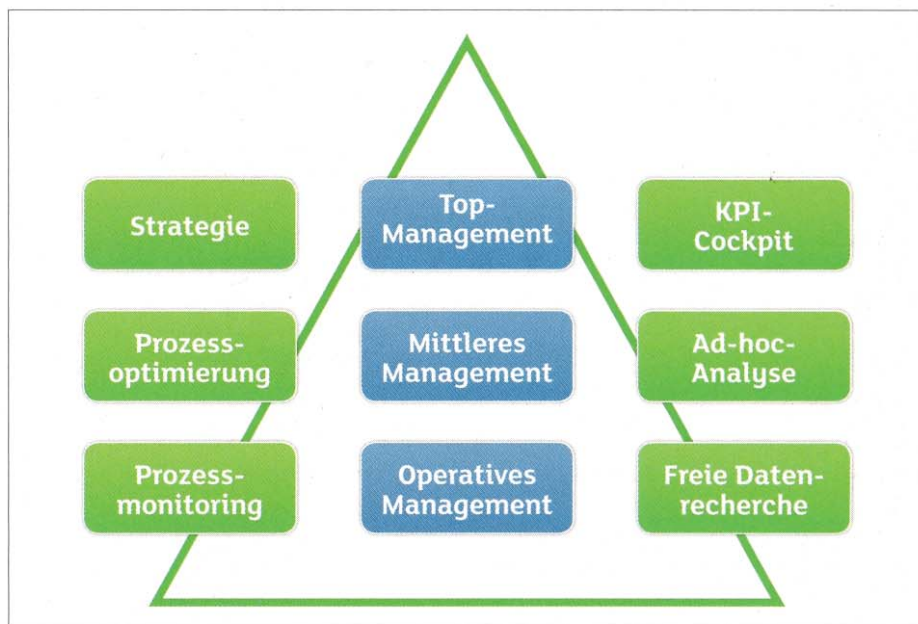 Strategie
Top-
Management
KPI-
Cockpit
Prozess-
optimierung
Mittleres
Management
Ad-hoc-
Analyse
Prozess-
monitoring
Operatives
Management
Freie Daten-
recherche